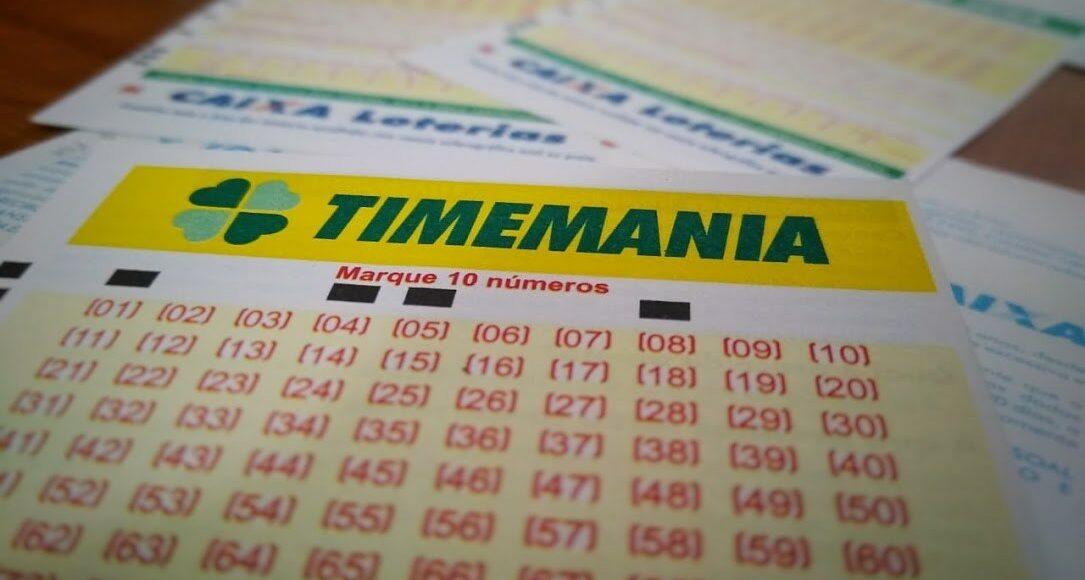 CAIXA Loterias
CAIXA Loterias
TIMEMANIA
Marque 10 números
(01) (02) (03) (04) (05) (06) (07) (08) (09) (10)
(11) (12) (13) (14) (15) (16) (17) (18) (19) (20)
(21) (22) (23) (24) (25) (26) (27) (28) (29) (30)
(31) (32) (33) (34) (35) (36) (37) (38) (39) (40)
(41) (42) (43) (44) (45) (46) (47) (48) (49) (50)
(52) (53) (54) (55) (56) (57) (58) (59) (60)
(62) (63) (64) (65) (66) (67) (68) (69)